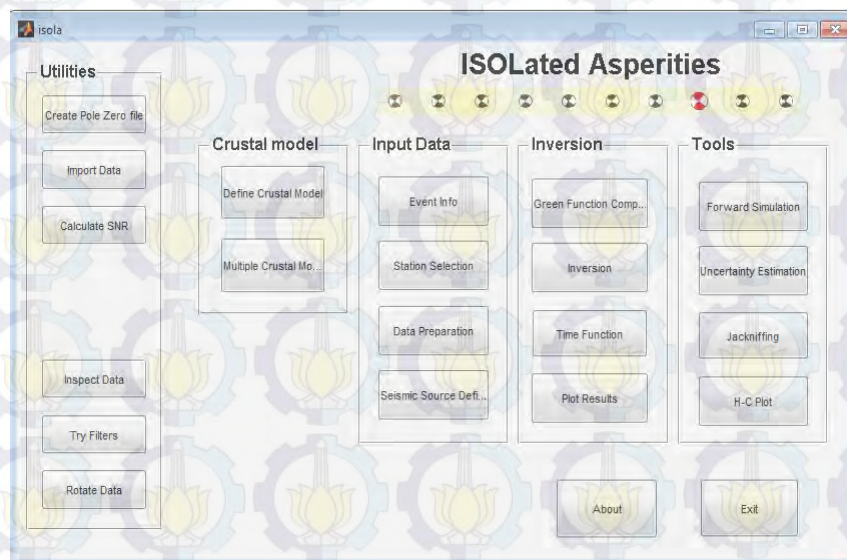 isola
ISOLated Asperities
Utilities
Create Pole Zero file
Import Data
Calculate SNR
Inspect Data
Try Filters
Rotate Data
Crustal model
Define Crustal Model
Multiple Crustal Mo...
Input Data
Event Info
Station Selection
Data Preparation
Seismic Source Defi...
Inversion
Green Function Comp...
Inversion
Time Function
Plot Results
Tools
Forward Simulation
Uncertainty Estimation
Jackniffing
H-C Plot
About
Exit